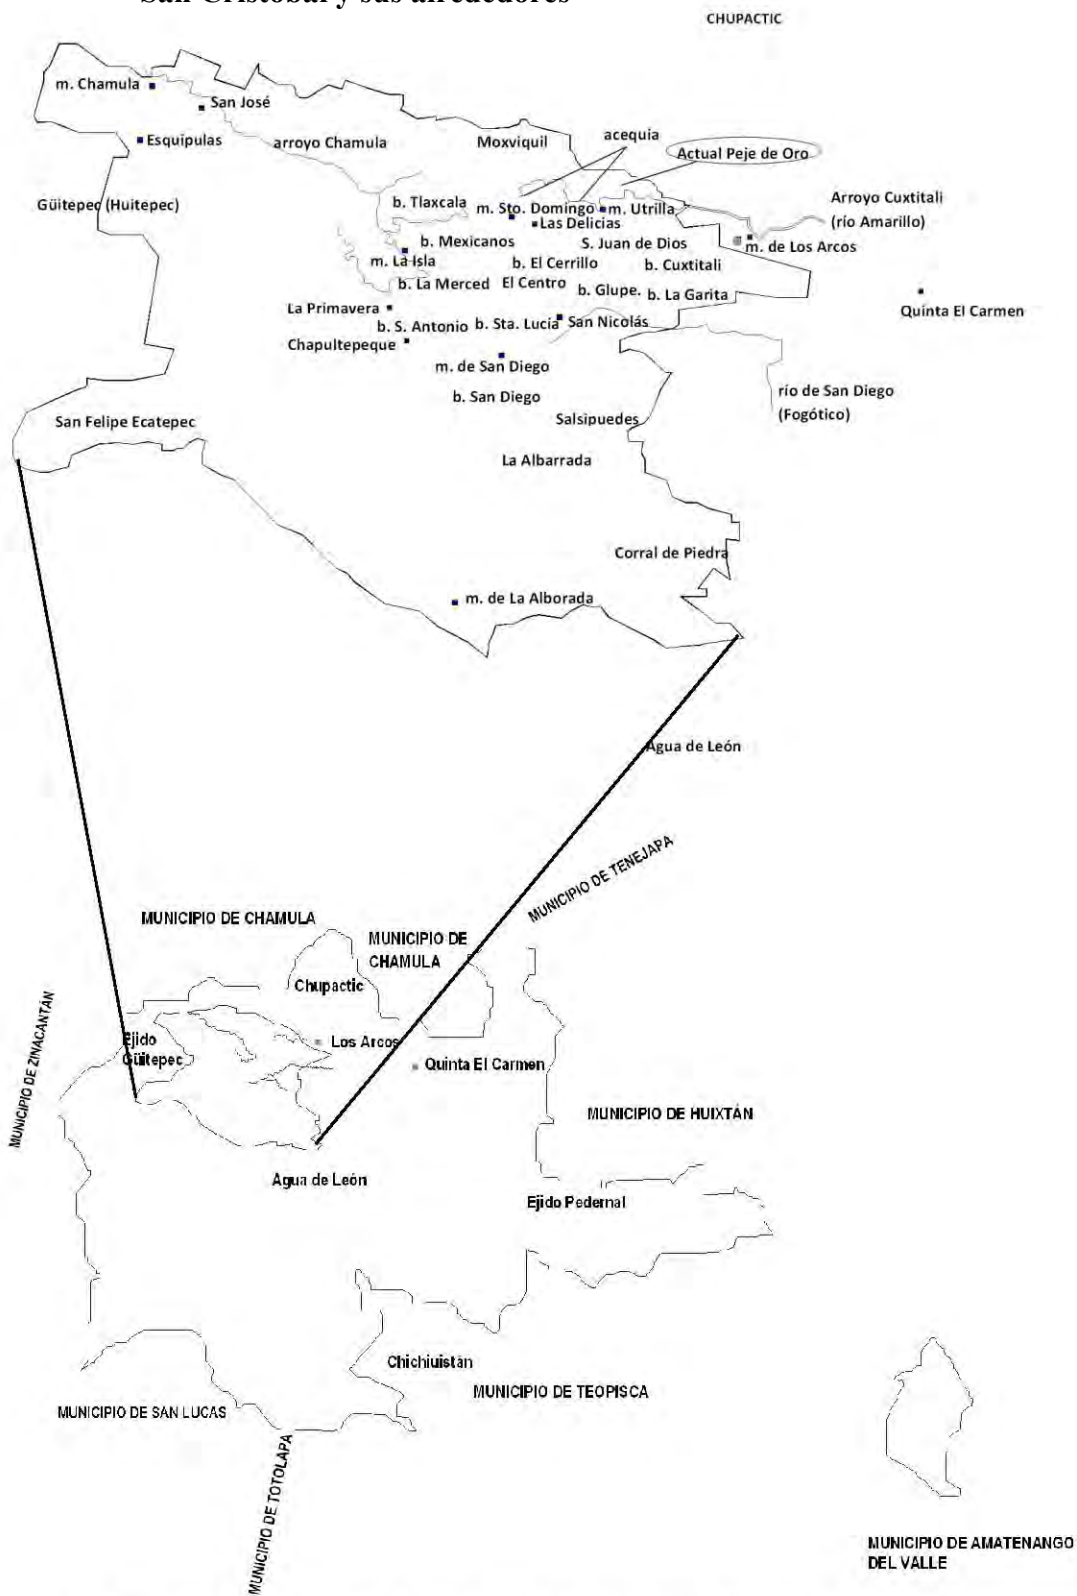 San Cristóbal y sus alrededores
CHUPACTIC
m. Chamula
San José
Esquipulas
arroyo Chamula
Moxviquil
acequia
Actual Peje de Oro
Güitepec (Huitepec)
b. Tlaxcala
m. Sto. Domingo
m. Utrilla
Arroyo Cuxtitali
(río Amarillo)
Las Delicias
b. Mexicanos
S. Juan de Dios
m. de Los Arcos
m. La Isla
b. El Cerrillo
b. Cuxtitali
b. La Merced
El Centro
b. Glupe.
b. La Garita
Quinta El Carmen
La Primavera
b. S. Antonio
b. Sta. Lucía
San Nicolás
Chapultepeque
m. de San Diego
b. San Diego
río de San Diego
(Fogótico)
San Felipe Ecatepec
Salsipuedes
La Albarrada
Corral de Piedra
m. de La Alborada
Agua de León
MUNICIPIO DE TENEJAPA
MUNICIPIO DE CHAMULA
MUNICIPIO DE
CHAMULA
Chupactic
MUNICIPIO DE ZINACANTÁN
Ejido
Güitepec
Los Arcos
Quinta El Carmen
MUNICIPIO DE HUIXTÁN
Agua de León
Ejido Pedernal
Chichiuistán
MUNICIPIO DE TEOPISCA
MUNICIPIO DE SAN LUCAS
MUNICIPIO DE TOTOLAPA
MUNICIPIO DE AMATENANGO
DEL VALLE